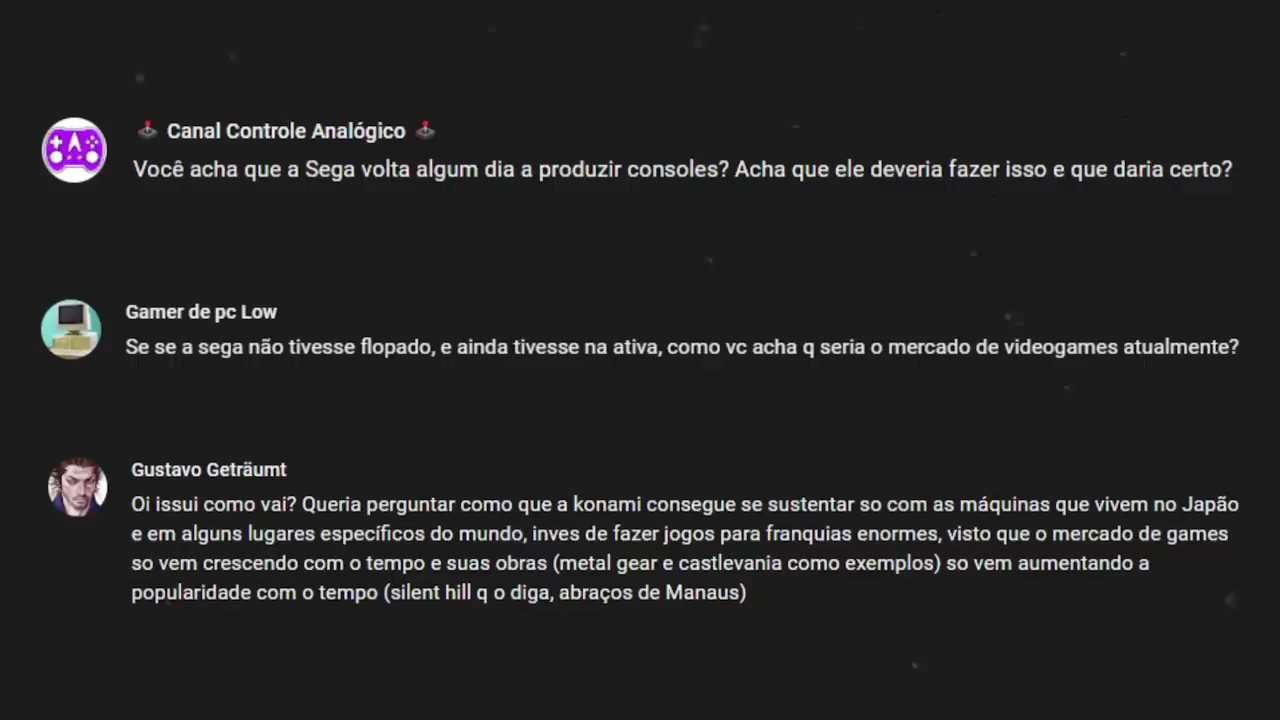 🕹️ Canal Controle Analógico 🕹️
Você acha que a Sega volta algum dia a produzir consoles? Acha que ele deveria fazer isso e que daria certo?
Gamer de pc Low
Se se a sega não tivesse flopado, e ainda tivesse na ativa, como vc acha q seria o mercado de videogames atualmente?
Gustavo Geträumt
Oi issui como vai? Queria perguntar como que a konami consegue se sustentar so com as máquinas que vivem no Japão
e em alguns lugares específicos do mundo, inves de fazer jogos para franquias enormes, visto que o mercado de games
so vem crescendo com o tempo e suas obras (metal gear e castlevania como exemplos) so vem aumentando a
popularidade com o tempo (silent hill q o diga, abraços de Manaus)